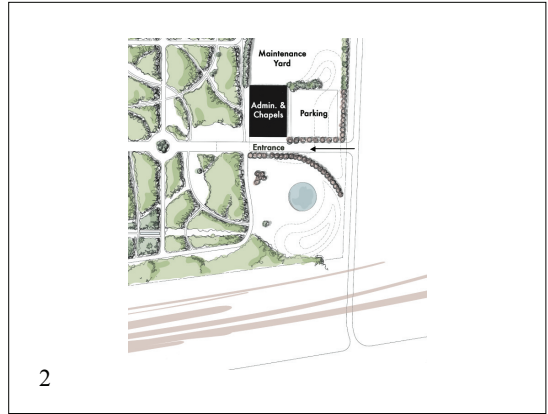 Maintenance
Yard
Admin. &
Chapels
Parking
Entrance
2